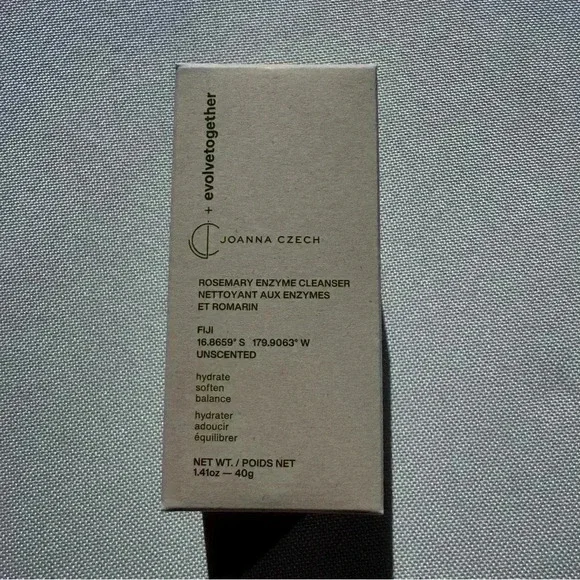 + evolvetogether
JOANNA CZECH
ROSEMARY ENZYME CLEANSER
NETTOYANT AUX ENZYMES
ET ROMARIN
FIJI
16.8659° S 179.9063° W
UNSCENTED
hydrate
soften
balance
hydrater
adoucir
équilibrer
NET WT. / POIDS NET
1.41oz — 40g